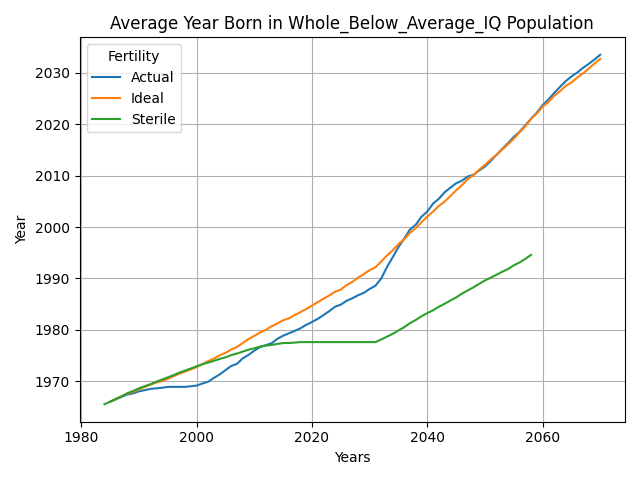 Average Year Born in Whole_Below_Average_IQ Population
Fertility
Actual
Ideal
Sterile
2030
2020
2010
2000
1990
1980
1970
Year
1980
2000
2020
2040
2060
Years